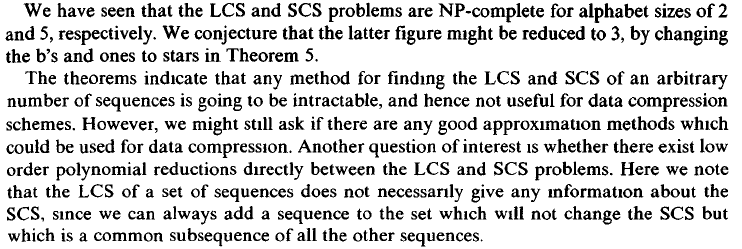 We have seen that the LCS and SCS problems are NP-complete for alphabet sizes of 2
and 5, respectively. We conjecture that the latter figure might be reduced to 3, by changing
the b's and ones to stars in Theorem 5.
The theorems indicate that any method for finding the LCS and SCS of an arbitrary
number of sequences is going to be intractable, and hence not useful for data compression
schemes. However, we might still ask if there are any good approximation methods which
could be used for data compression. Another question of interest is whether there exist low
order polynomial reductions directly between the LCS and SCS problems. Here we note
that the LCS of a set of sequences does not necessarily give any information about the
SCS, since we can always add a sequence to the set which will not change the SCS but
which is a common subsequence of all the other sequences.